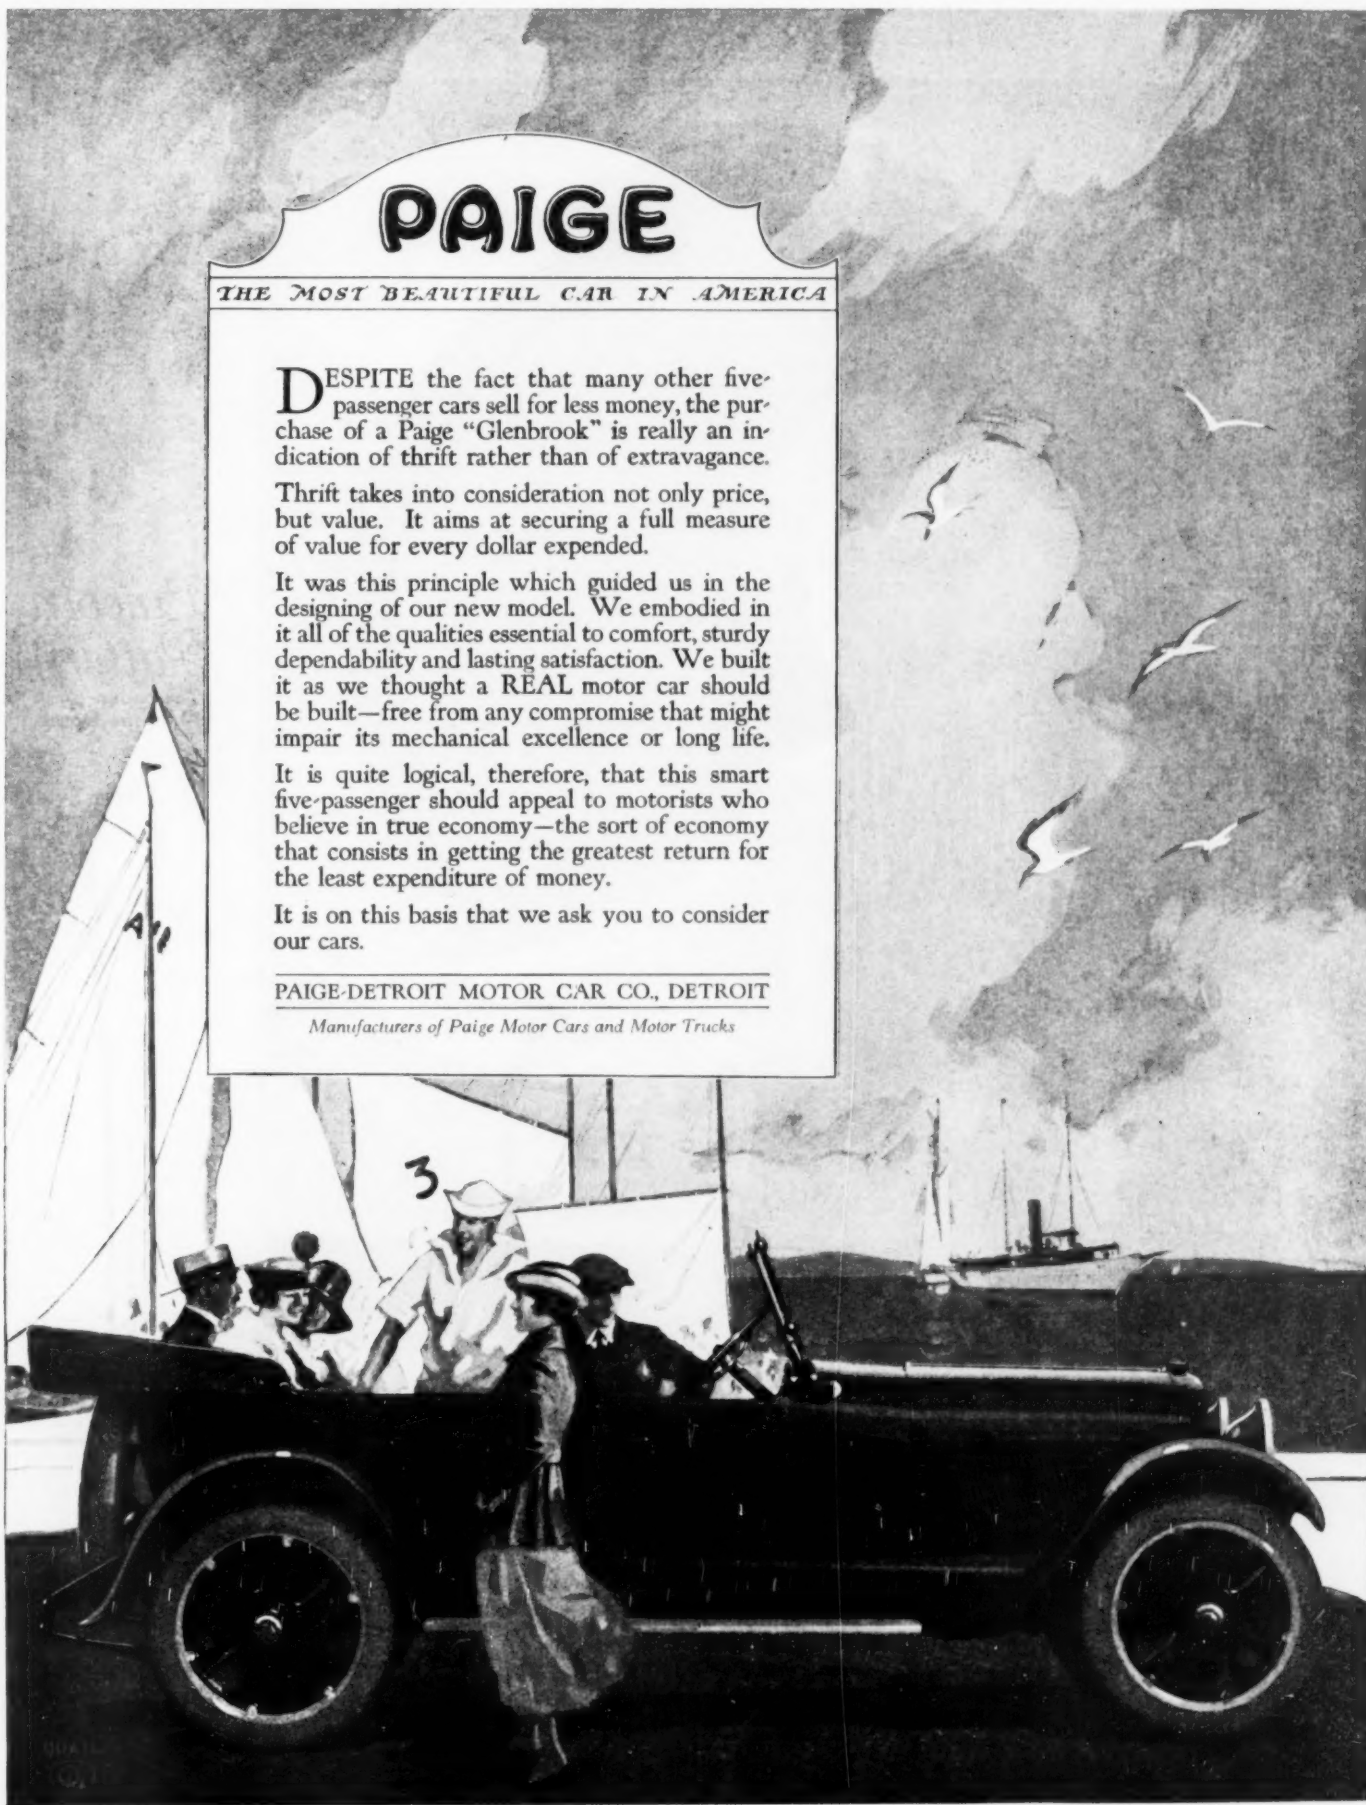 PAIGE
THE MOST BEAUTIFUL CAR IN AMERICA
DESPITE the fact that many other five-
passenger cars sell for less money, the pur-
chase of a Paige “Glenbrook” is really an in-
dication of thrift rather than of extravagance.
Thrift takes into consideration not only price,
but value. It aims at securing a full measure
of value for every dollar expended.
It was this principle which guided us in the
designing of our new model. We embodied in
it all of the qualities essential to comfort, sturdy
dependability and lasting satisfaction. We built
it as we thought a REAL motor car should
be built—free from any compromise that might
impair its mechanical excellence or long life.
It is quite logical, therefore, that this smart
five-passenger should appeal to motorists who
believe in true economy—the sort of economy
that consists in getting the greatest return for
the least expenditure of money.
It is on this basis that we ask you to consider
our cars.
PAIGE-DETROIT MOTOR CAR CO., DETROIT
Manufacturers of Paige Motor Cars and Motor Trucks
3